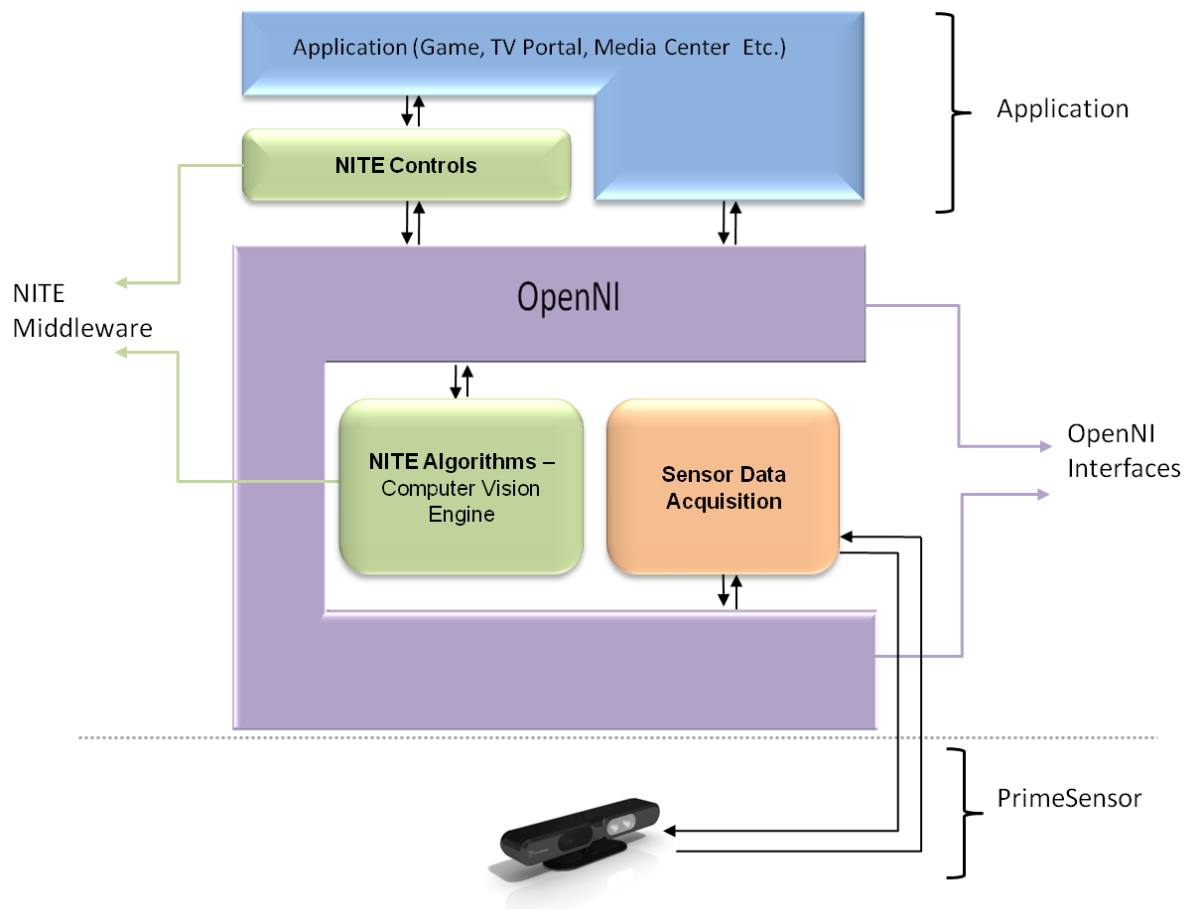 Application (Game, TV Portal, Media Center Etc.)
Application
NITE Controls
NITE
Middleware
OpenNI
OpenNI
Interfaces
NITE Algorithms –
Computer Vision
Engine
Sensor Data
Acquisition
PrimeSensor